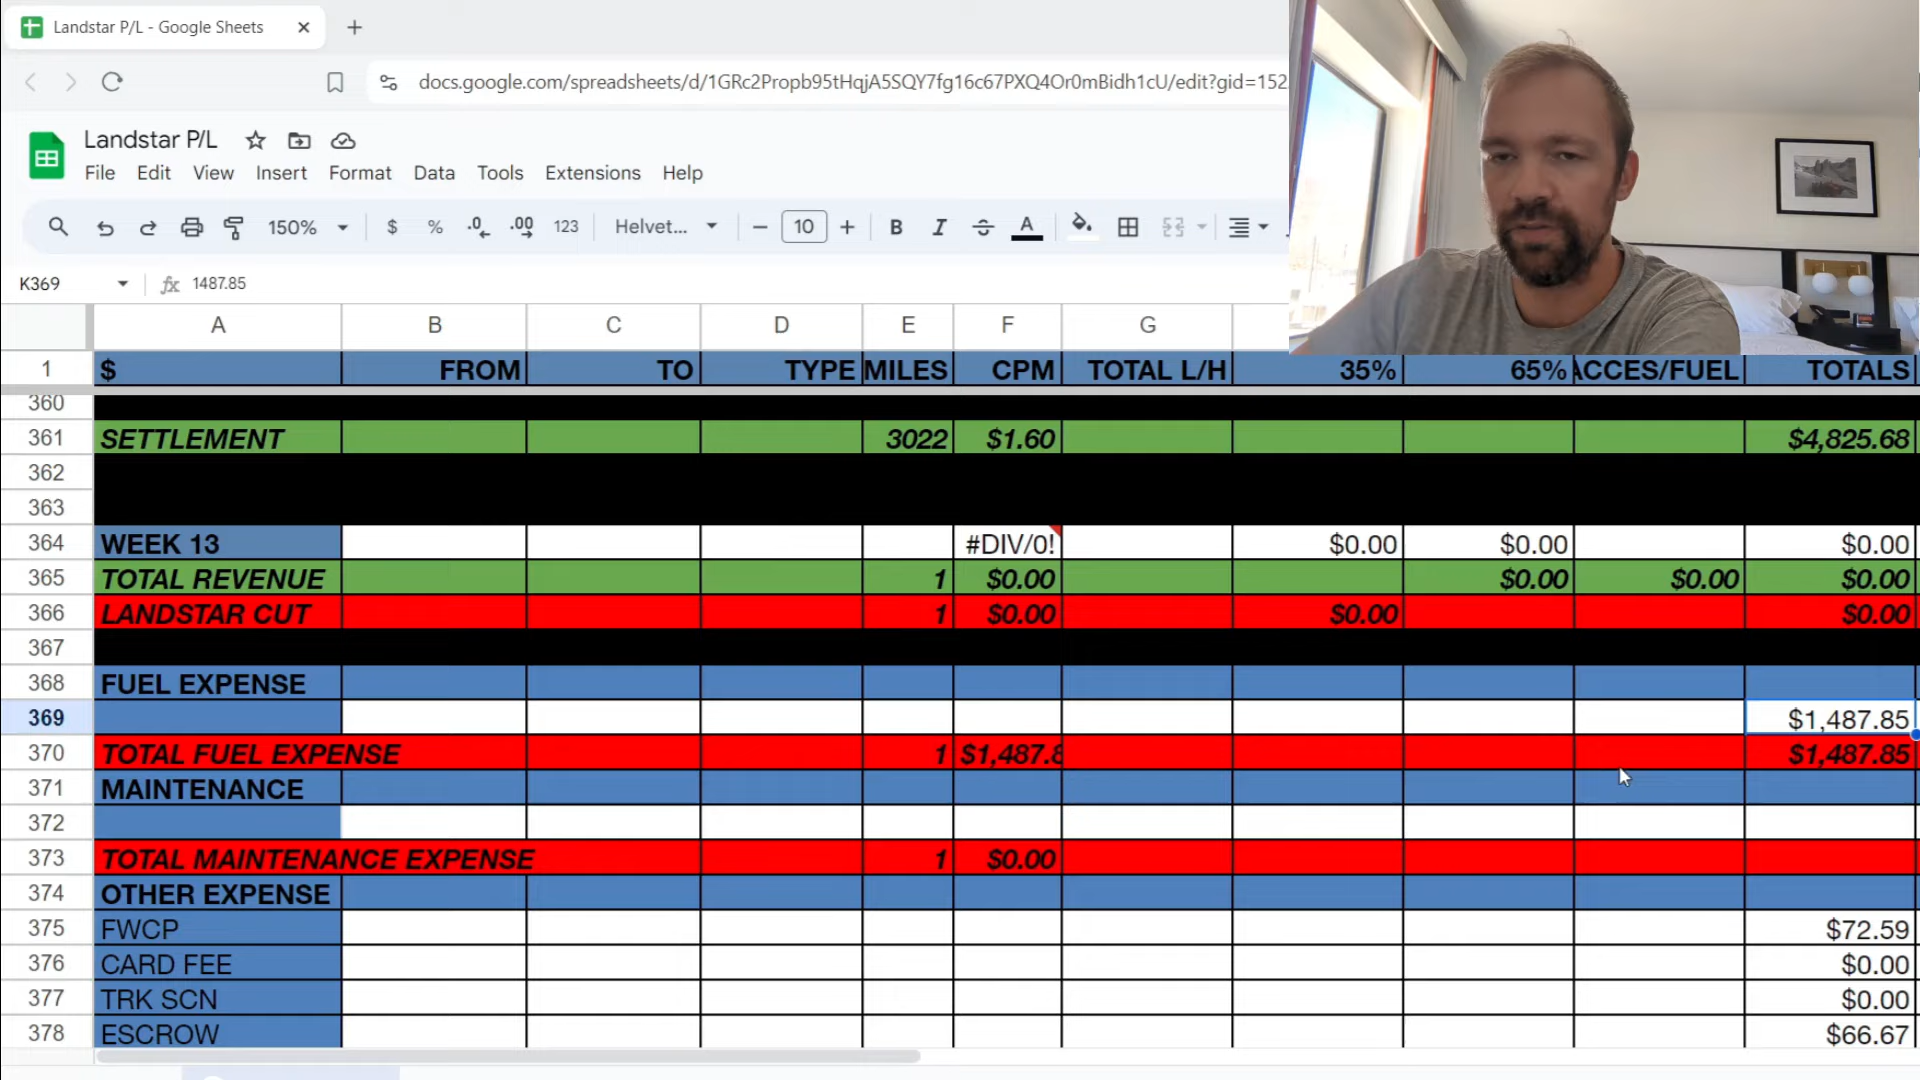 Landstar P/L - Google Sheets
docs.google.com/spreadsheets/d/1GRc2Propb95tHqjA5SQY7fg16c67PXQ4Or0mBidh1cU/edit?gid=152
Landstar P/L
File Edit View Insert Format Data Tools Extensions Help
150% $ % .0 .00 123 Helvet... 10 B I S A
K369 fx 1487.85
A B C D E F G
1 $ FROM TO TYPE MILES CPM TOTAL L/H 35% 65% ACCES/FUEL TOTALS
360
361 SETTLEMENT 3022 $1.60 $4,825.68
362
363
364 WEEK 13 #DIV/0! $0.00 $0.00 $0.00
365 TOTAL REVENUE 1 $0.00 $0.00 $0.00 $0.00
366 LANDSTAR CUT 1 $0.00 $0.00 $0.00
367
368 FUEL EXPENSE
369 $1,487.85
370 TOTAL FUEL EXPENSE 1 $1,487.8 $1,487.85
371 MAINTENANCE
372
373 TOTAL MAINTENANCE EXPENSE 1 $0.00
374 OTHER EXPENSE
375 FWCP $72.59
376 CARD FEE $0.00
377 TRK SCN $0.00
378 ESCROW $66.67